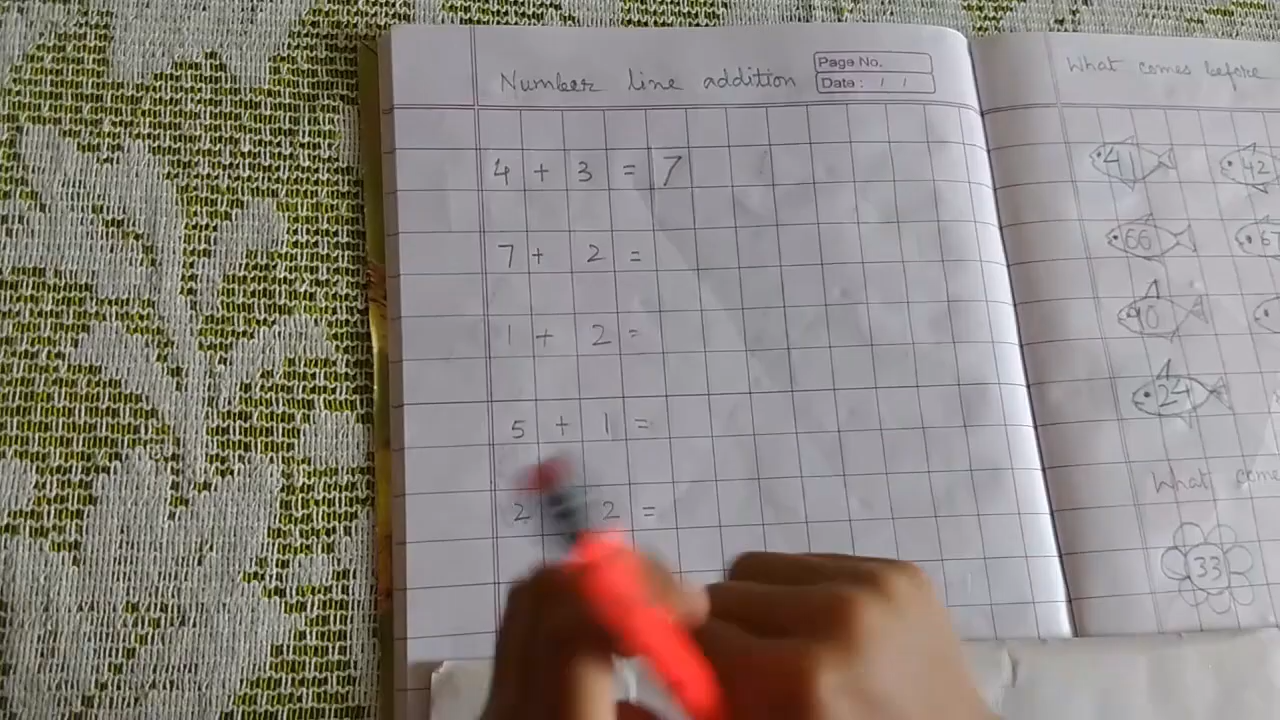 Number line addition
Page No.
Date : / /
4 + 3 = 7
7 + 2 =
1 + 2 =
5 + 1 =
2 2 =
What comes before
41 42
66 67
40
24
What come
33